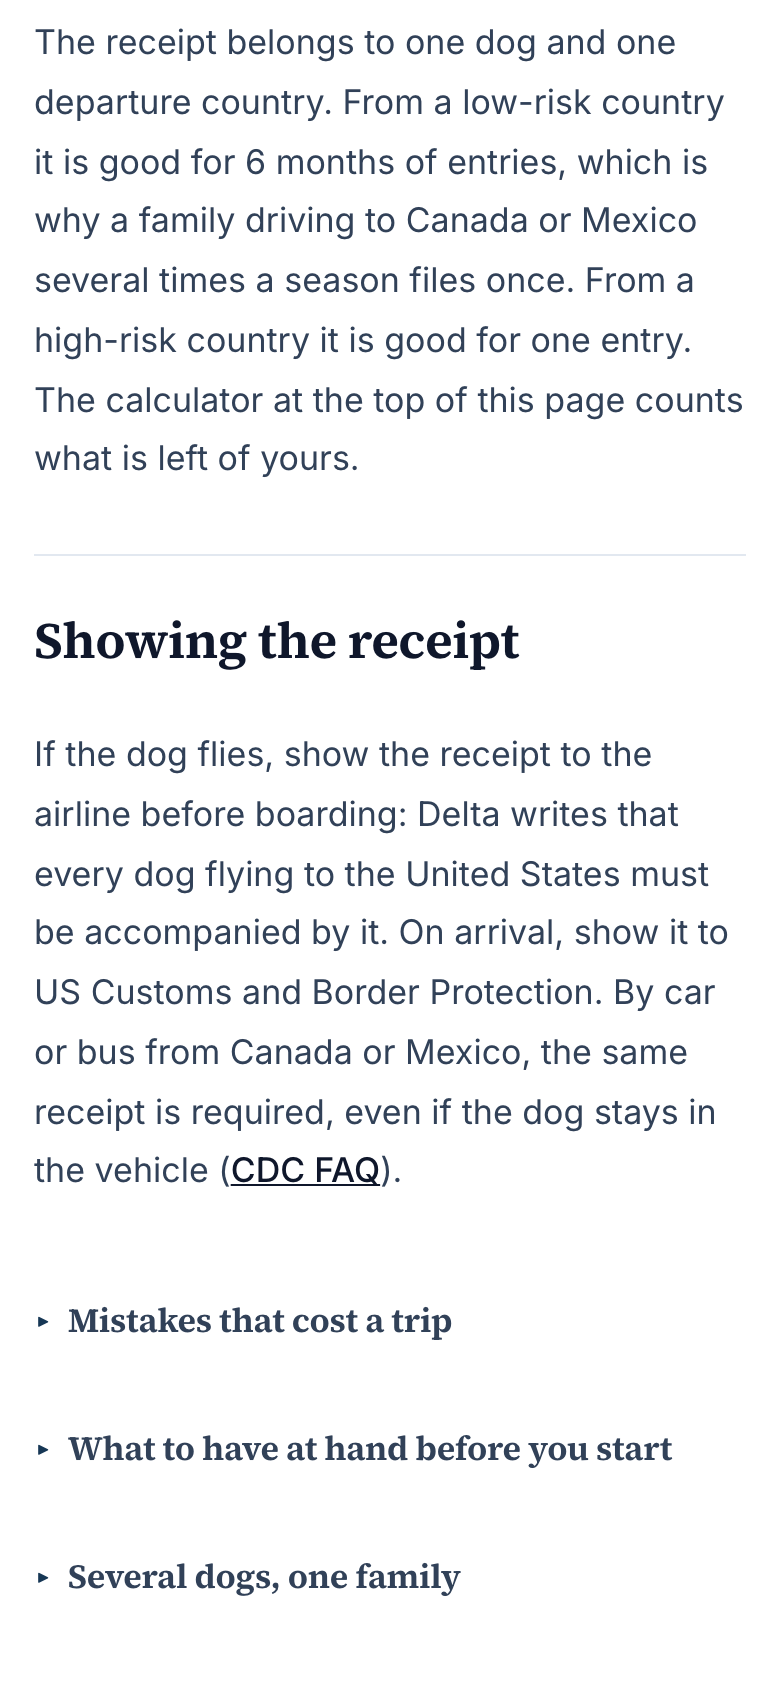 The receipt belongs to one dog and one
departure country. From a low-risk country
it is good for 6 months of entries, which is
why a family driving to Canada or Mexico
several times a season files once. From a
high-risk country it is good for one entry.
The calculator at the top of this page counts
what is left of yours.
Showing the receipt
If the dog flies, show the receipt to the
airline before boarding: Delta writes that
every dog flying to the United States must
be accompanied by it. On arrival, show it to
US Customs and Border Protection. By car
or bus from Canada or Mexico, the same
receipt is required, even if the dog stays in
the vehicle (CDC FAQ).
▸ Mistakes that cost a trip
▸ What to have at hand before you start
▸ Several dogs, one family